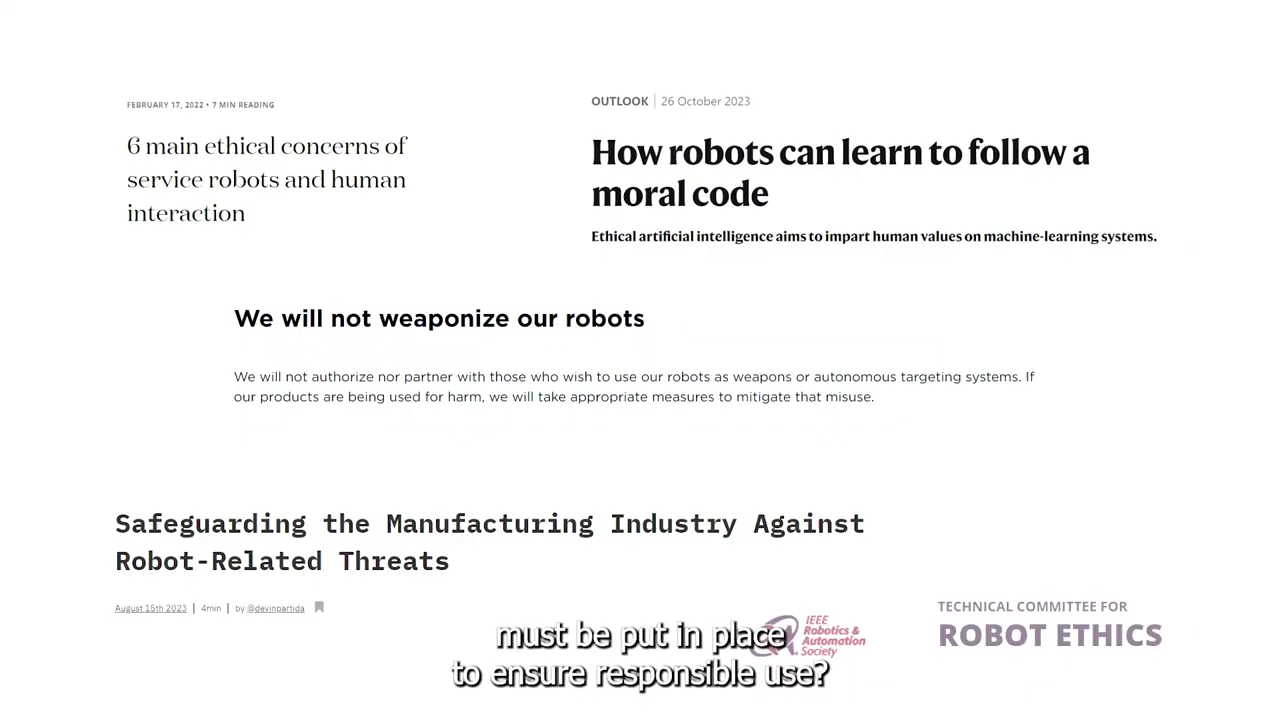 FEBRUARY 17, 2022 • 7 MIN READING
6 main ethical concerns of
service robots and human
interaction
OUTLOOK | 26 October 2023
How robots can learn to follow a
moral code
Ethical artificial intelligence aims to impart human values on machine-learning systems.
We will not weaponize our robots
We will not authorize nor partner with those who wish to use our robots as weapons or autonomous targeting systems. If
our products are being used for harm, we will take appropriate measures to mitigate that misuse.
Safeguarding the Manufacturing Industry Against
Robot-Related Threats
August 15th 2023 | 4min | by @devinpartida
IEEE
Robotics &
Automation
Society
TECHNICAL COMMITTEE FOR
ROBOT ETHICS
must be put in place
to ensure responsible use?